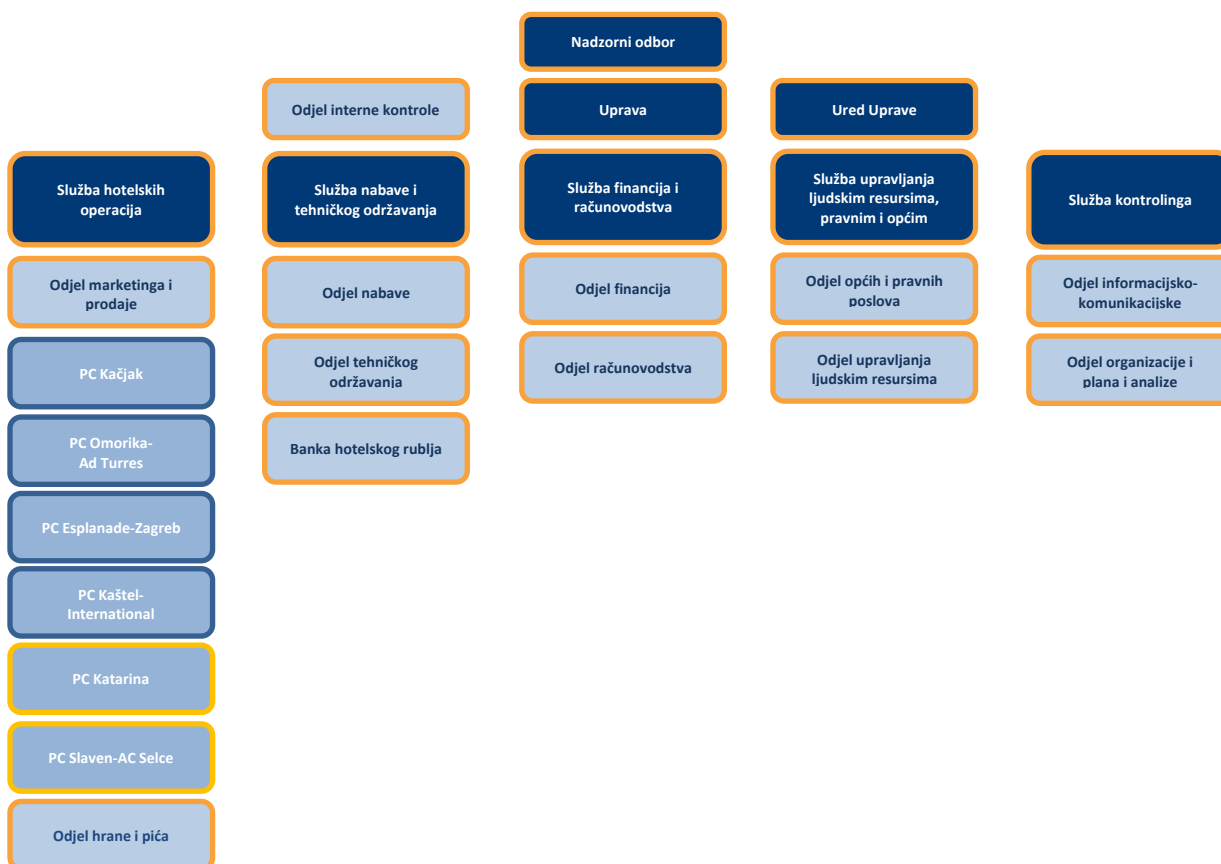 Nadzorni odbor
Odjel interne kontrole
Uprava
Ured Uprave
Služba hotelskih
operacija
Služba nabave i
tehničkog održavanja
Služba financija i
računovodstva
Služba upravljanja
ljudskim resursima,
pravnim i općim
Služba kontrolinga
Odjel marketinga i
prodaje
Odjel nabave
Odjel financija
Odjel općih i pravnih
poslova
Odjel informacijsko-
komunikacijske
PC Kačjak
Odjel tehničkog
održavanja
Odjel računovodstva
Odjel upravljanja
ljudskim resursima
Odjel organizacije i
plana i analize
PC Omorika-
Ad Turres
Banka hotelskog rublja
PC Esplanade-Zagreb
PC Kaštel-
International
PC Katarina
PC Slaven-AC Selce
Odjel hrane i pića